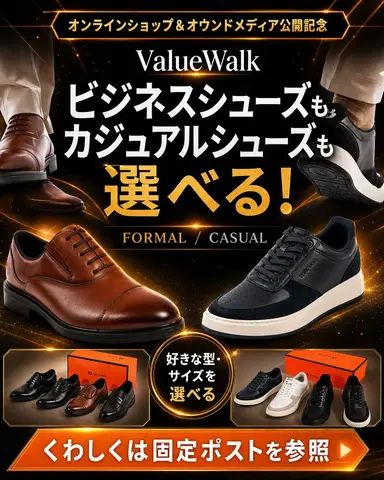 オンラインショップ＆オウンドメディア公開記念
ValueWalk
ビジネスシューズも
カジュアルシューズも
選べる！
FORMAL / CASUAL
好きな型・
サイズを
選べる
くわしくは固定ポストを参照